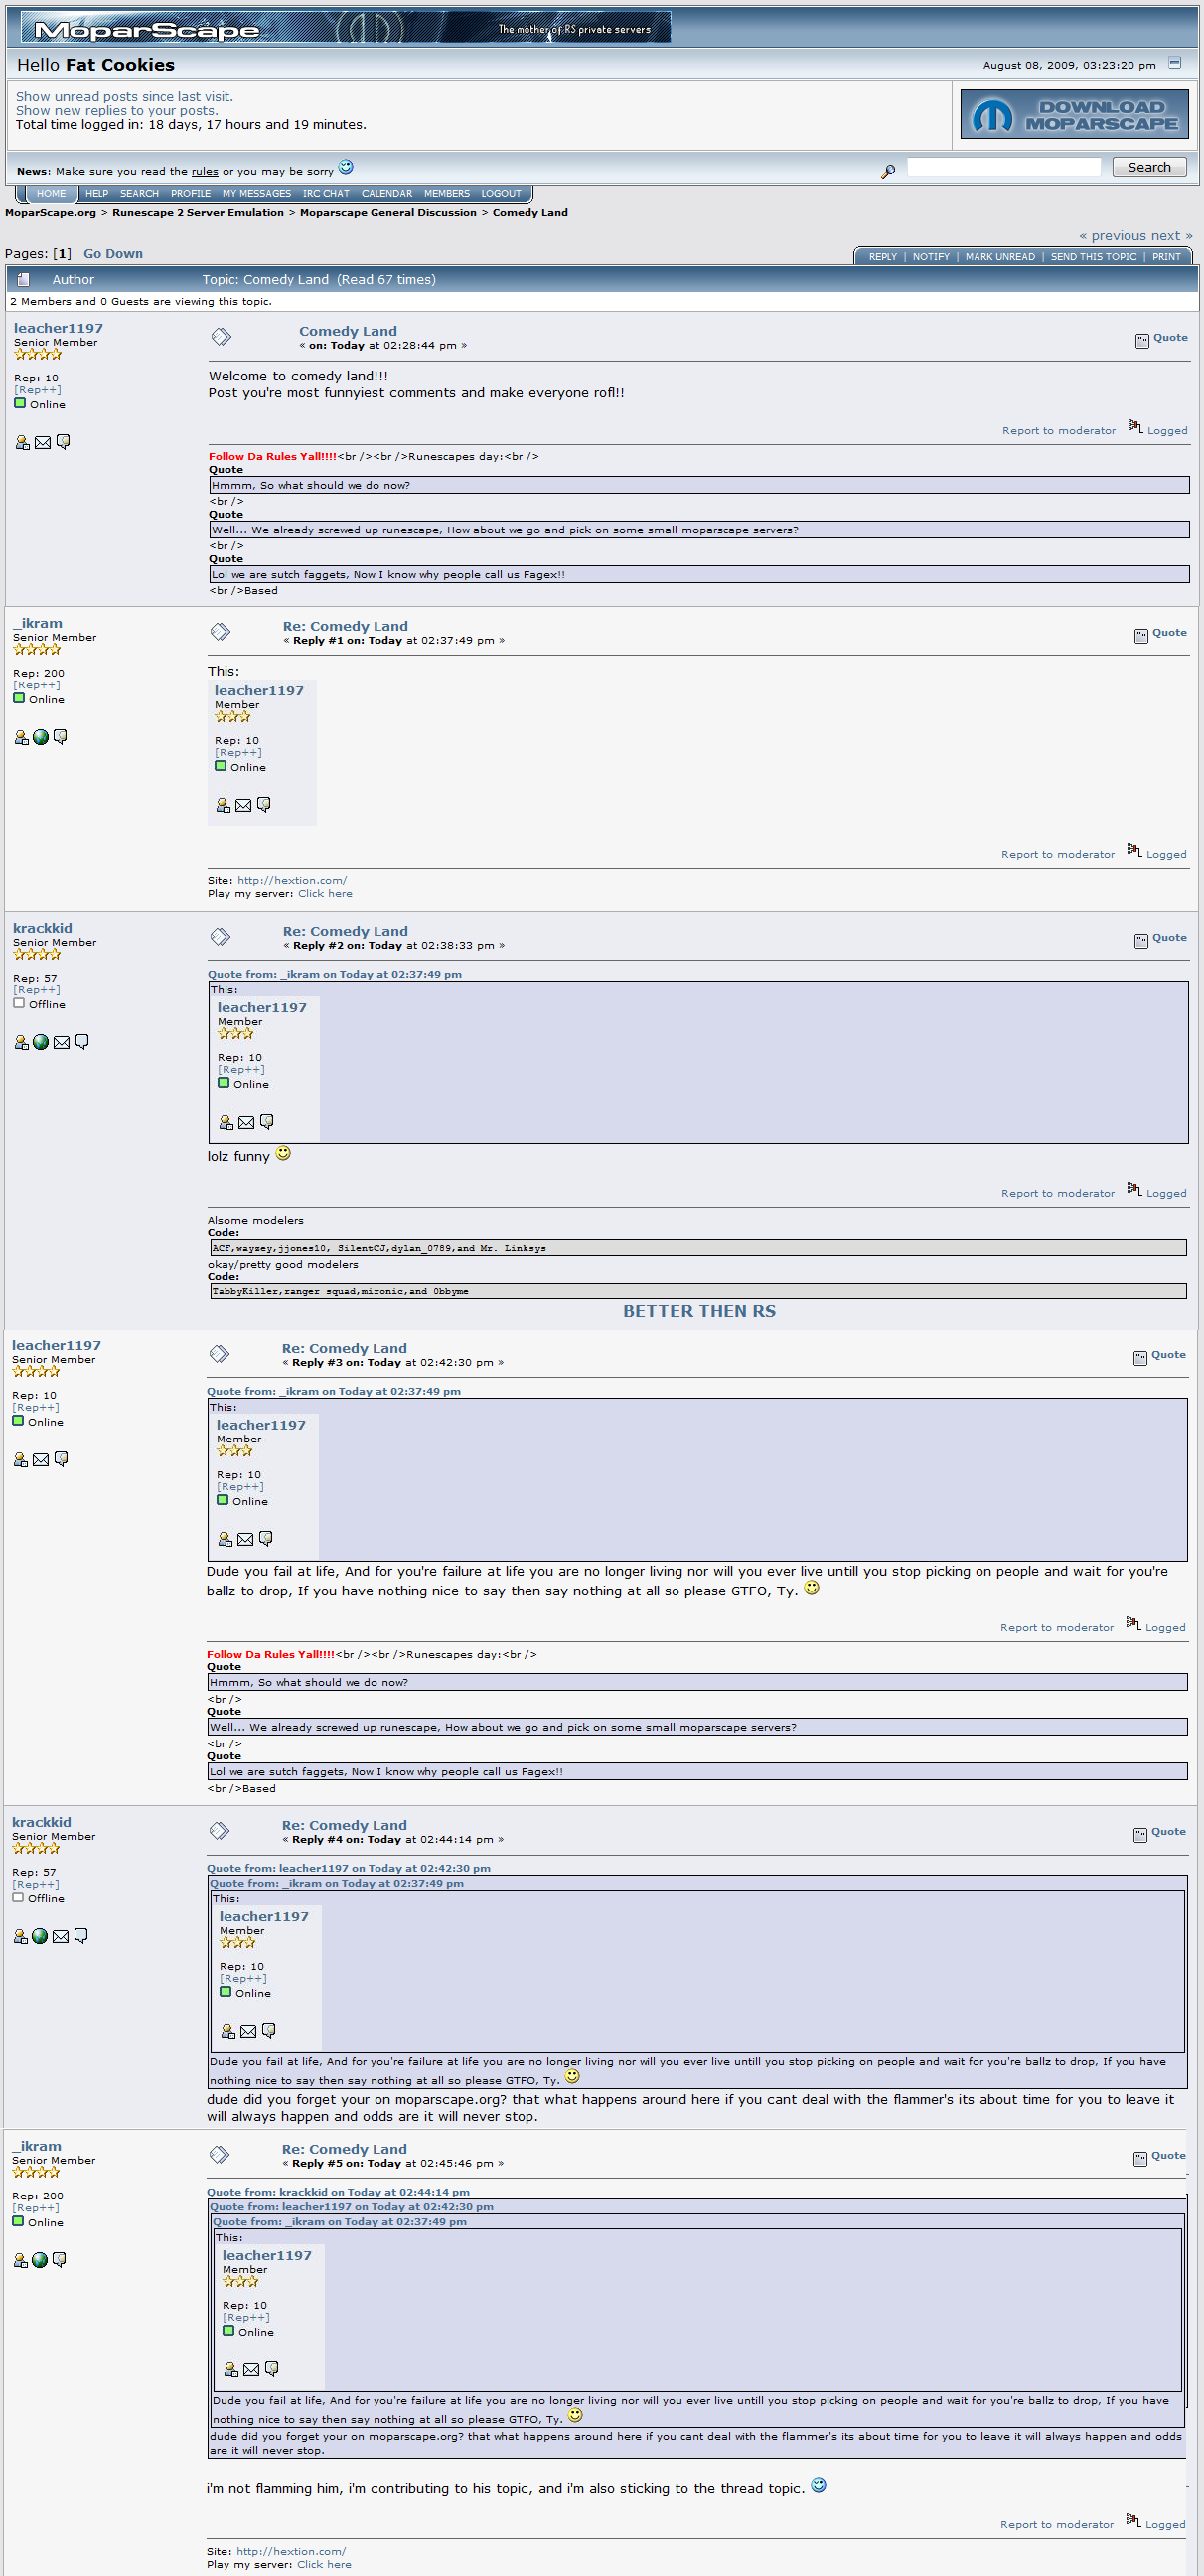 MoparScape
The mother of RS private servers
Hello Fat Cookies
August 08, 2009, 03:23:20 pm
Show unread posts since last visit.
Show new replies to your posts.
Total time logged in: 18 days, 17 hours and 19 minutes.
DOWNLOAD
MOPARSCAPE
News: Make sure you read the rules or you may be sorry
Search
HOME HELP SEARCH PROFILE MY MESSAGES IRC CHAT CALENDAR MEMBERS LOGOUT
MoparScape.org > Runescape 2 Server Emulation > Moparscape General Discussion > Comedy Land
« previous next »
Pages: [1] Go Down
REPLY | NOTIFY | MARK UNREAD | SEND THIS TOPIC | PRINT
Author Topic: Comedy Land (Read 67 times)
2 Members and 0 Guests are viewing this topic.
leacher1197
Senior Member
Rep: 10
[Rep++]
Online
Comedy Land
« on: Today at 02:28:44 pm »
Quote
Welcome to comedy land!!!
Post you're most funnyiest comments and make everyone rofl!!
Report to moderator Logged
Follow Da Rules Yall!!!!<br /><br />Runescapes day:<br />
Quote
Hmmm, So what should we do now?
<br />
Quote
Well... We already screwed up runescape, How about we go and pick on some small moparscape servers?
<br />
Quote
Lol we are sutch faggets, Now I know why people call us Fagex!!
<br />Based
_ikram
Senior Member
Rep: 200
[Rep++]
Online
Re: Comedy Land
« Reply #1 on: Today at 02:37:49 pm »
Quote
This:
leacher1197
Member
Rep: 10
[Rep++]
Online
Report to moderator Logged
Site: http://hextion.com/
Play my server: Click here
krackkid
Senior Member
Rep: 57
[Rep++]
Offline
Re: Comedy Land
« Reply #2 on: Today at 02:38:33 pm »
Quote
Quote from: _ikram on Today at 02:37:49 pm
This:
leacher1197
Member
Rep: 10
[Rep++]
Online
lolz funny
Report to moderator Logged
Alsome modelers
Code:
ACF,wayzey,jjones10, SilentCJ,dylan_0789,and Mr. Linksys
okay/pretty good modelers
Code:
TabbyKiller,ranger squad,mironic,and 0bbyme
BETTER THEN RS
leacher1197
Senior Member
Rep: 10
[Rep++]
Online
Re: Comedy Land
« Reply #3 on: Today at 02:42:30 pm »
Quote
Quote from: _ikram on Today at 02:37:49 pm
This:
leacher1197
Member
Rep: 10
[Rep++]
Online
Dude you fail at life, And for you're failure at life you are no longer living nor will you ever live untill you stop picking on people and wait for you're
ballz to drop, If you have nothing nice to say then say nothing at all so please GTFO, Ty.
Report to moderator Logged
Follow Da Rules Yall!!!!<br /><br />Runescapes day:<br />
Quote
Hmmm, So what should we do now?
<br />
Quote
Well... We already screwed up runescape, How about we go and pick on some small moparscape servers?
<br />
Quote
Lol we are sutch faggets, Now I know why people call us Fagex!!
<br />Based
krackkid
Senior Member
Rep: 57
[Rep++]
Offline
Re: Comedy Land
« Reply #4 on: Today at 02:44:14 pm »
Quote
Quote from: leacher1197 on Today at 02:42:30 pm
Quote from: _ikram on Today at 02:37:49 pm
This:
leacher1197
Member
Rep: 10
[Rep++]
Online
Dude you fail at life, And for you're failure at life you are no longer living nor will you ever live untill you stop picking on people and wait for you're ballz to drop, If you have
nothing nice to say then say nothing at all so please GTFO, Ty.
dude did you forget your on moparscape.org? that what happens around here if you cant deal with the flammer's its about time for you to leave it
will always happen and odds are it will never stop.
_ikram
Senior Member
Rep: 200
[Rep++]
Online
Re: Comedy Land
« Reply #5 on: Today at 02:45:46 pm »
Quote
Quote from: krackkid on Today at 02:44:14 pm
Quote from: leacher1197 on Today at 02:42:30 pm
Quote from: _ikram on Today at 02:37:49 pm
This:
leacher1197
Member
Rep: 10
[Rep++]
Online
Dude you fail at life, And for you're failure at life you are no longer living nor will you ever live untill you stop picking on people and wait for you're ballz to drop, If you have
nothing nice to say then say nothing at all so please GTFO, Ty.
dude did you forget your on moparscape.org? that what happens around here if you cant deal with the flammer's its about time for you to leave it will always happen and odds
are it will never stop.
i'm not flamming him, i'm contributing to his topic, and i'm also sticking to the thread topic.
Report to moderator Logged
Site: http://hextion.com/
Play my server: Click here